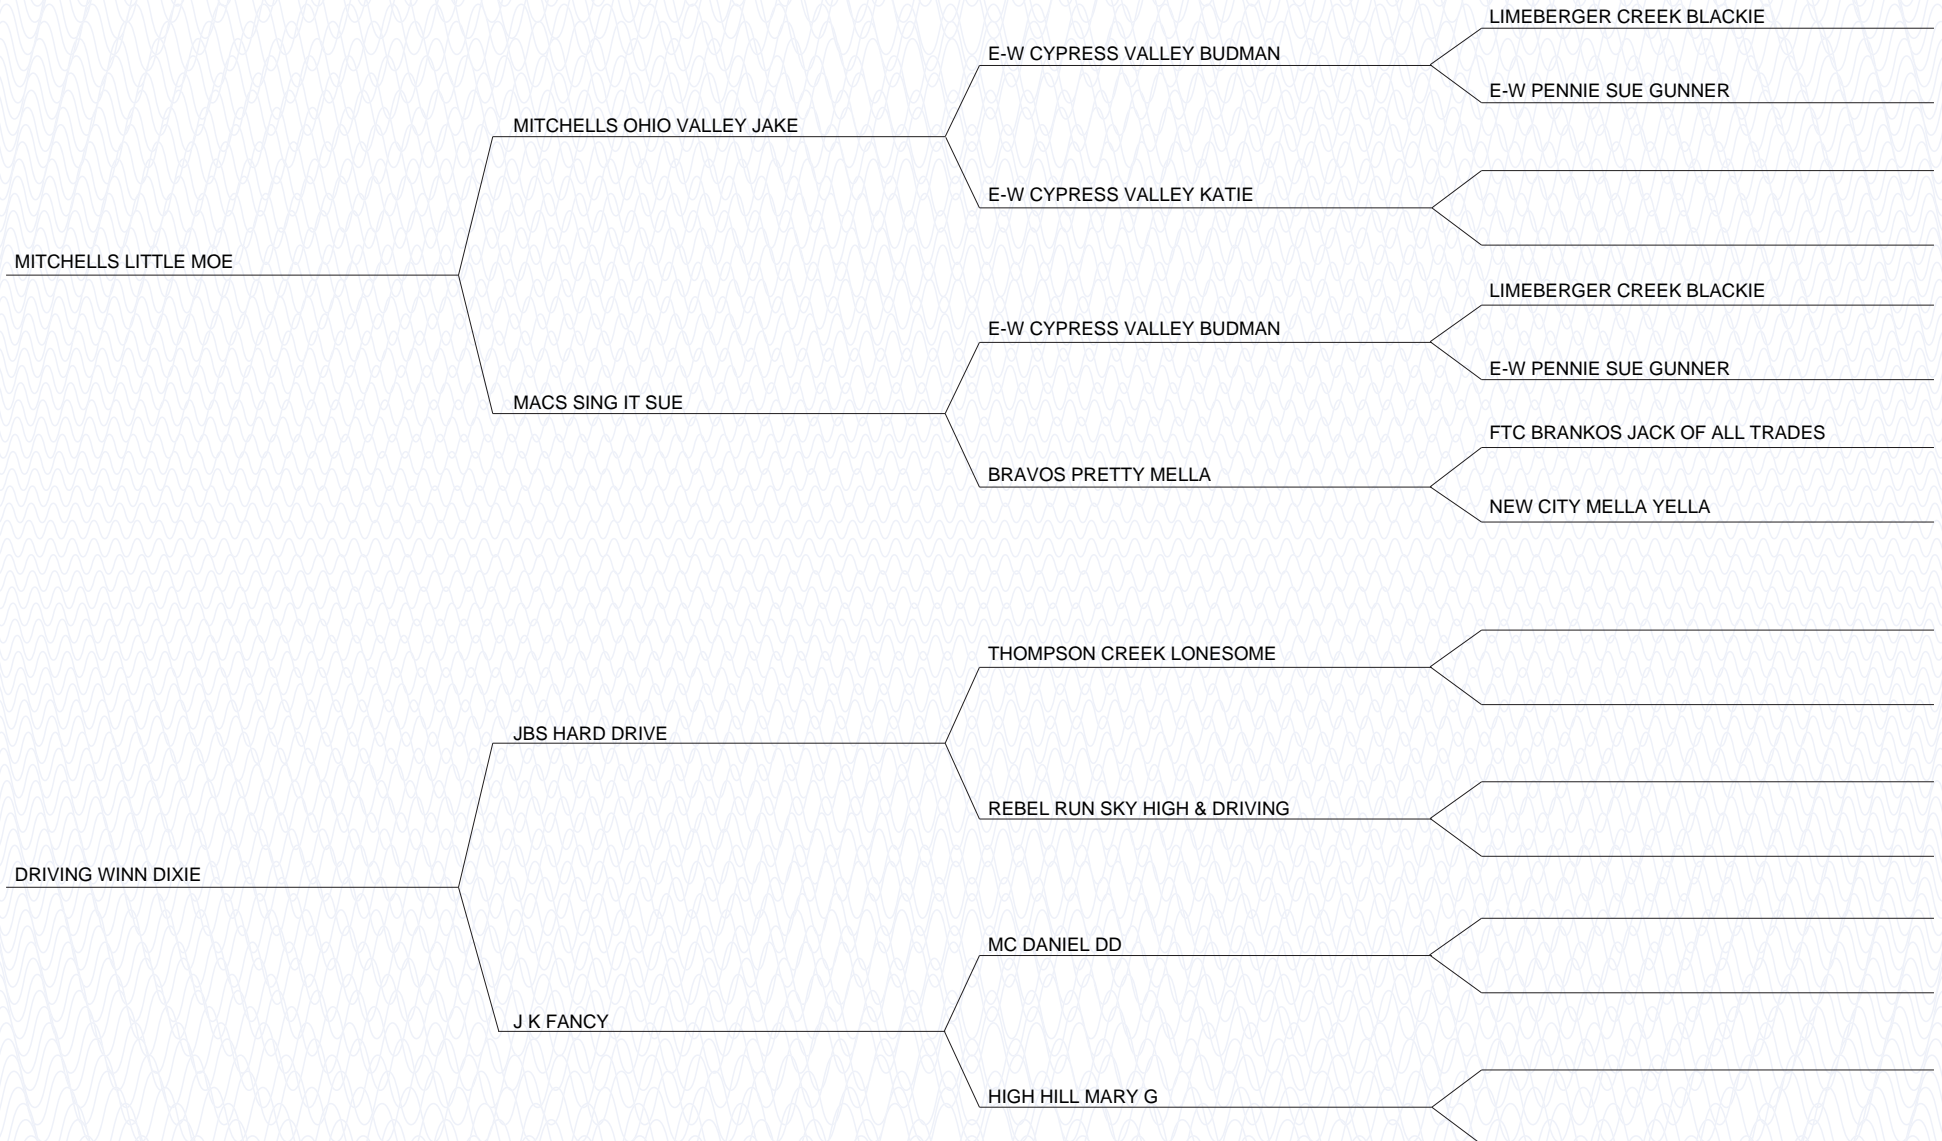 LIMEBERGER CREEK BLACKIE
E-W CYPRESS VALLEY BUDMAN
E-W PENNIE SUE GUNNER
MITCHELLS OHIO VALLEY JAKE
E-W CYPRESS VALLEY KATIE
MITCHELLS LITTLE MOE
LIMEBERGER CREEK BLACKIE
E-W CYPRESS VALLEY BUDMAN
E-W PENNIE SUE GUNNER
MACS SING IT SUE
FTC BRANKOS JACK OF ALL TRADES
BRAVOS PRETTY MELLA
NEW CITY MELLA YELLA
THOMPSON CREEK LONESOME
JBS HARD DRIVE
REBEL RUN SKY HIGH & DRIVING
DRIVING WINN DIXIE
MC DANIEL DD
J K FANCY
HIGH HILL MARY G